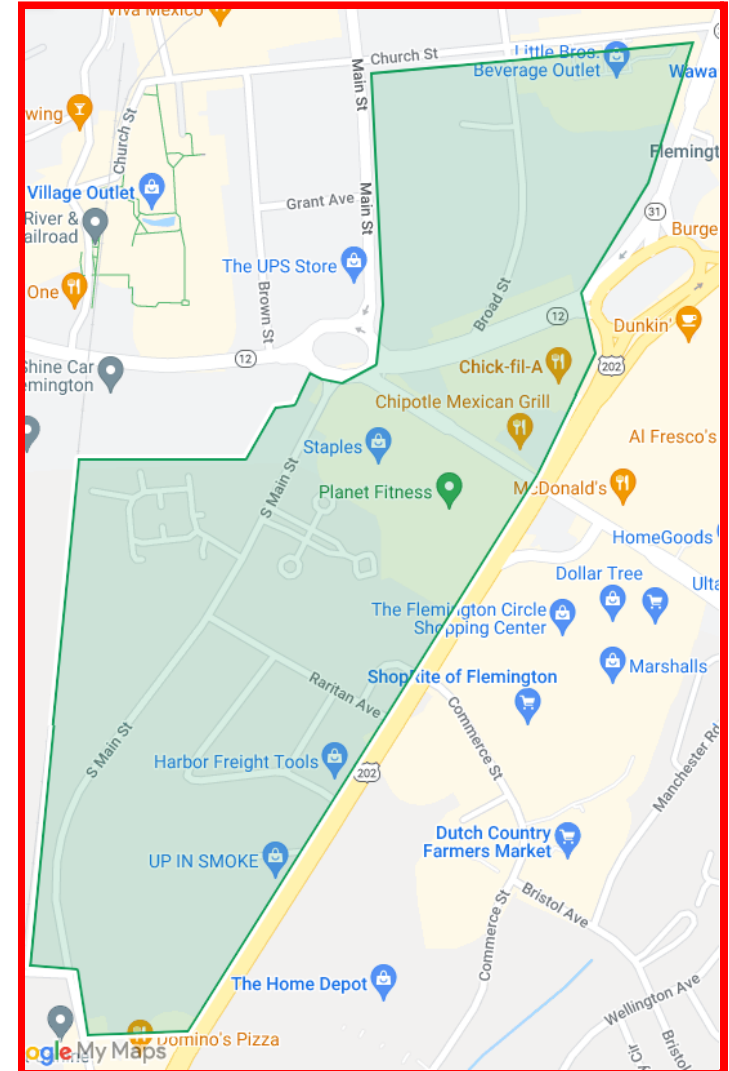 Viva Mexico
Church St
Main St
Little Bros.
Beverage Outlet
Wawa
wing
Church St
Flemingt
Village Outlet
Main St
Grant Ave
River &
ailroad
31
Burge
The UPS Store
One
Brown St
Broad St
12
Dunkin'
12
Shine Car
emington
Chick-fil-A
202
Chipotle Mexican Grill
Staples
Al Fresco's
S Main St
Planet Fitness
McDonald's
HomeGoods
Dollar Tree
Ulta
The Flemington Circle
Shopping Center
ShopRite of Flemington
Marshalls
Raritan Ave
Commerce St
S Main St
Harbor Freight Tools
202
Manchester Rd
Dutch Country
Farmers Market
UP IN SMOKE
Bristol Ave
Commerce St
The Home Depot
Wellington Ave
Domino's Pizza
ogle My Maps
Bristo
y Cir